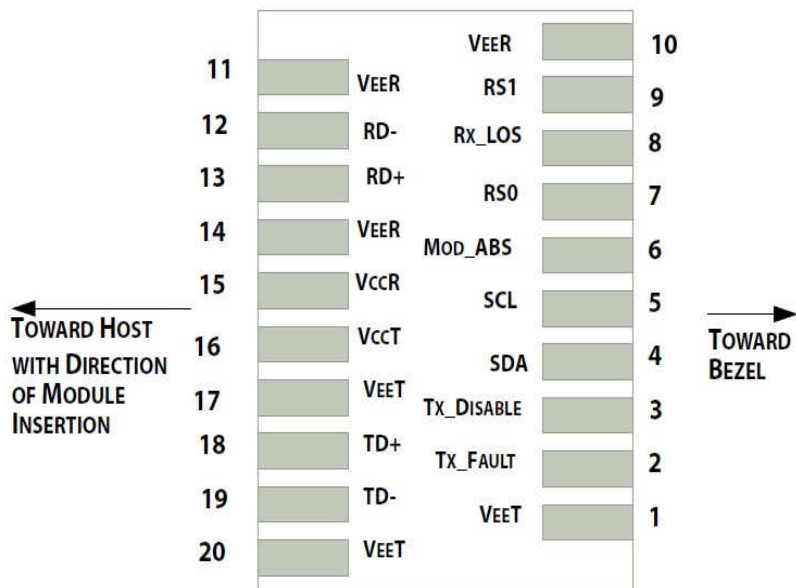 11 VEER
12 RD-
13 RD+
14 VEER
15 VCCR
16 VCCT
17 VEET
18 TD+
19 TD-
20 VEET
VEER 10
RS1 9
RX_LOS 8
RS0 7
MOD_ABS 6
SCL 5
SDA 4
TX_DISABLE 3
TX_FAULT 2
VEET 1
TOWARD HOST
WITH DIRECTION
OF MODULE
INSERTION
TOWARD
BEZEL